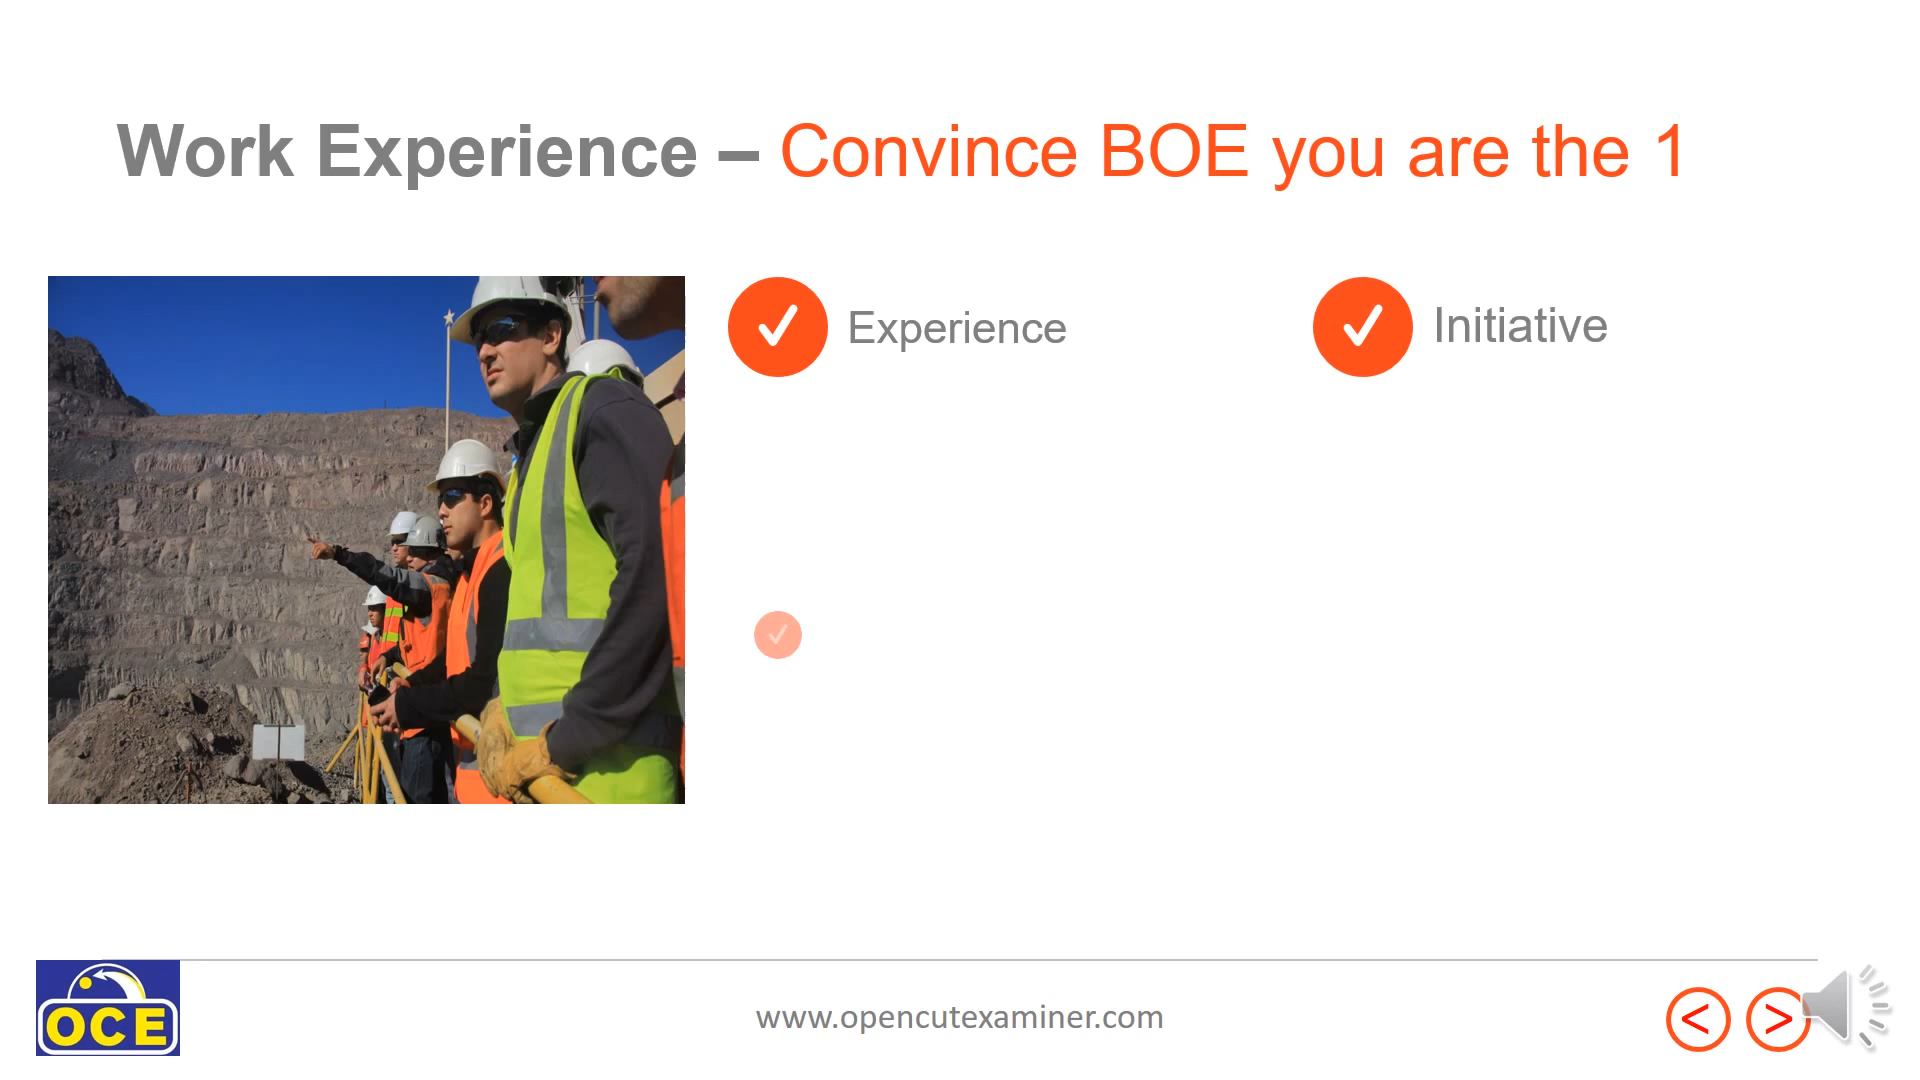 Work Experience – Convince BOE you are the 1
Experience
Initiative
OCE
www.opencutexaminer.com
< >